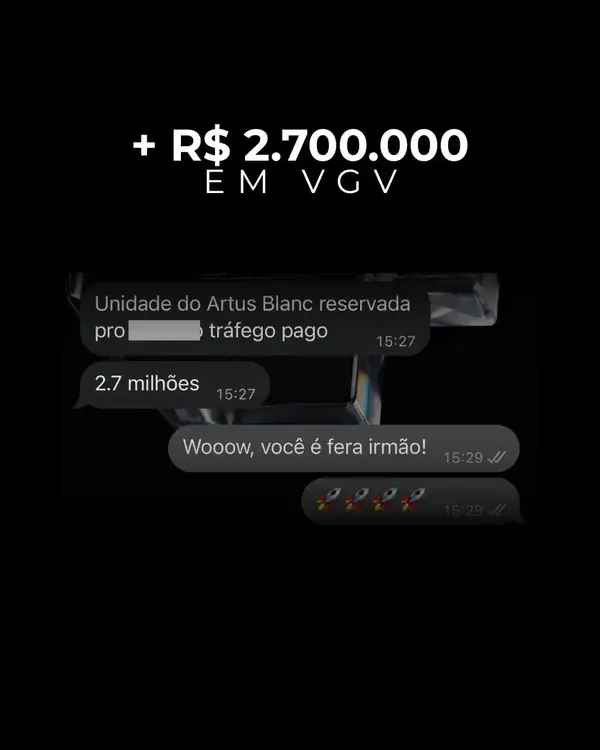 + R$ 2.700.000
EM VGV
Unidade do Artus Blanc reservada
pro tráfego pago
15:27
2.7 milhões 15:27
Wooow, você é fera irmão!
15:29
🚀🚀🚀🚀 15:29